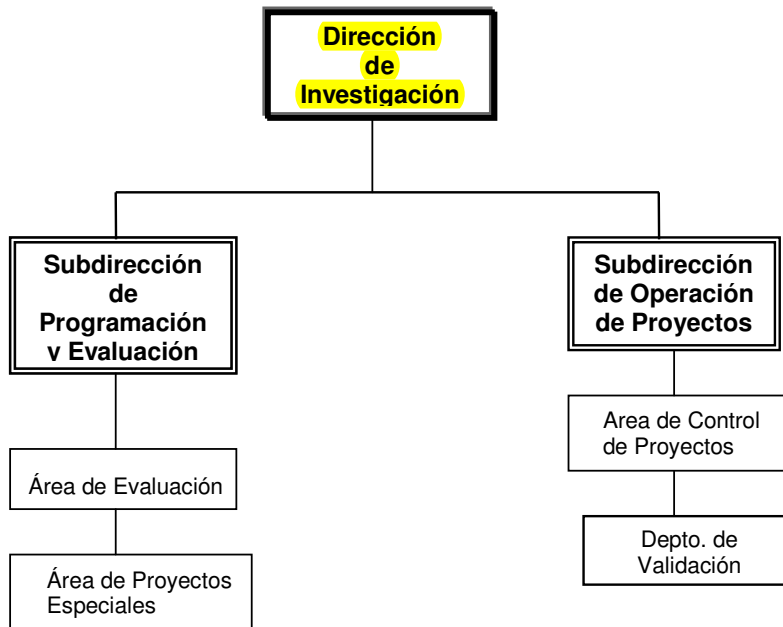 Dirección
de
Investigación
Subdirección
de
Programación
y Evaluación
Subdirección
de Operación
de Proyectos
Área de Evaluación
Área de Proyectos
Especiales
Area de Control
de Proyectos
Depto. de
Validación